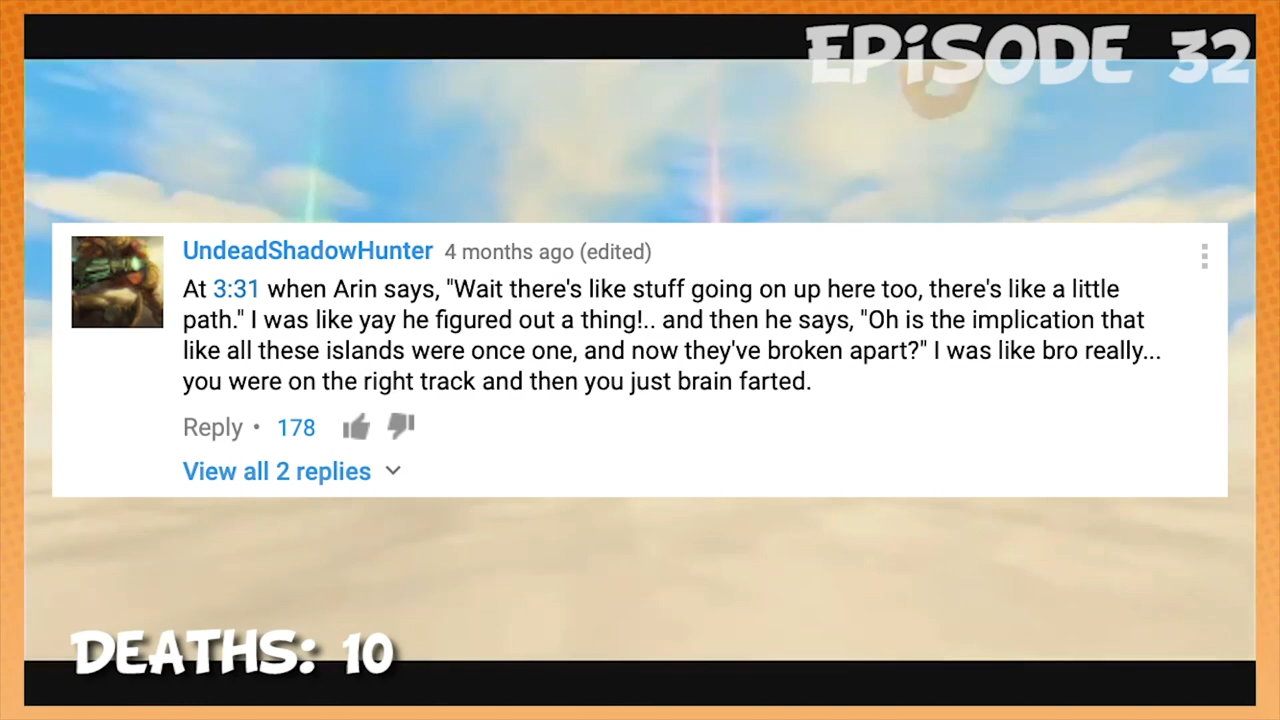 EPiSODE 32
UndeadShadowHunter 4 months ago (edited)
At 3:31 when Arin says, "Wait there's like stuff going on up here too, there's like a little
path." I was like yay he figured out a thing!.. and then he says, "Oh is the implication that
like all these islands were once one, and now they've broken apart?" I was like bro really...
you were on the right track and then you just brain farted.
Reply • 178
View all 2 replies
DEATHS: 10